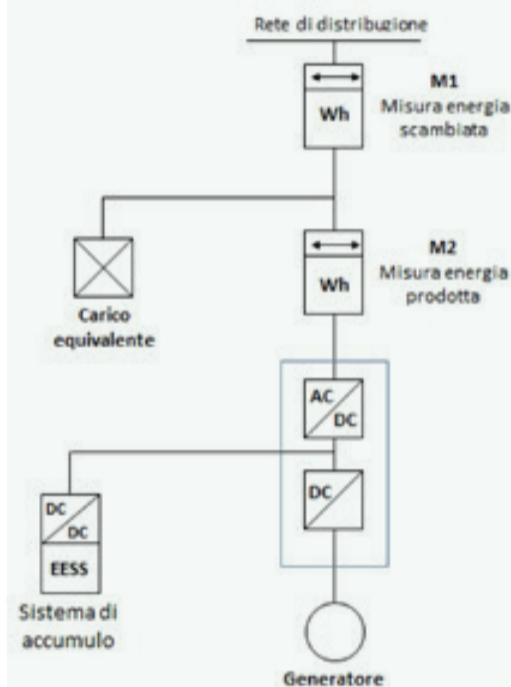 Rete di distribuzione
M1
Misura energia
scambiata
Wh
M2
Misura energia
prodotta
Wh
Carico
equivalente
AC
DC
DC
DC
DC
EESS
Sistema di
accumulo
Generatore